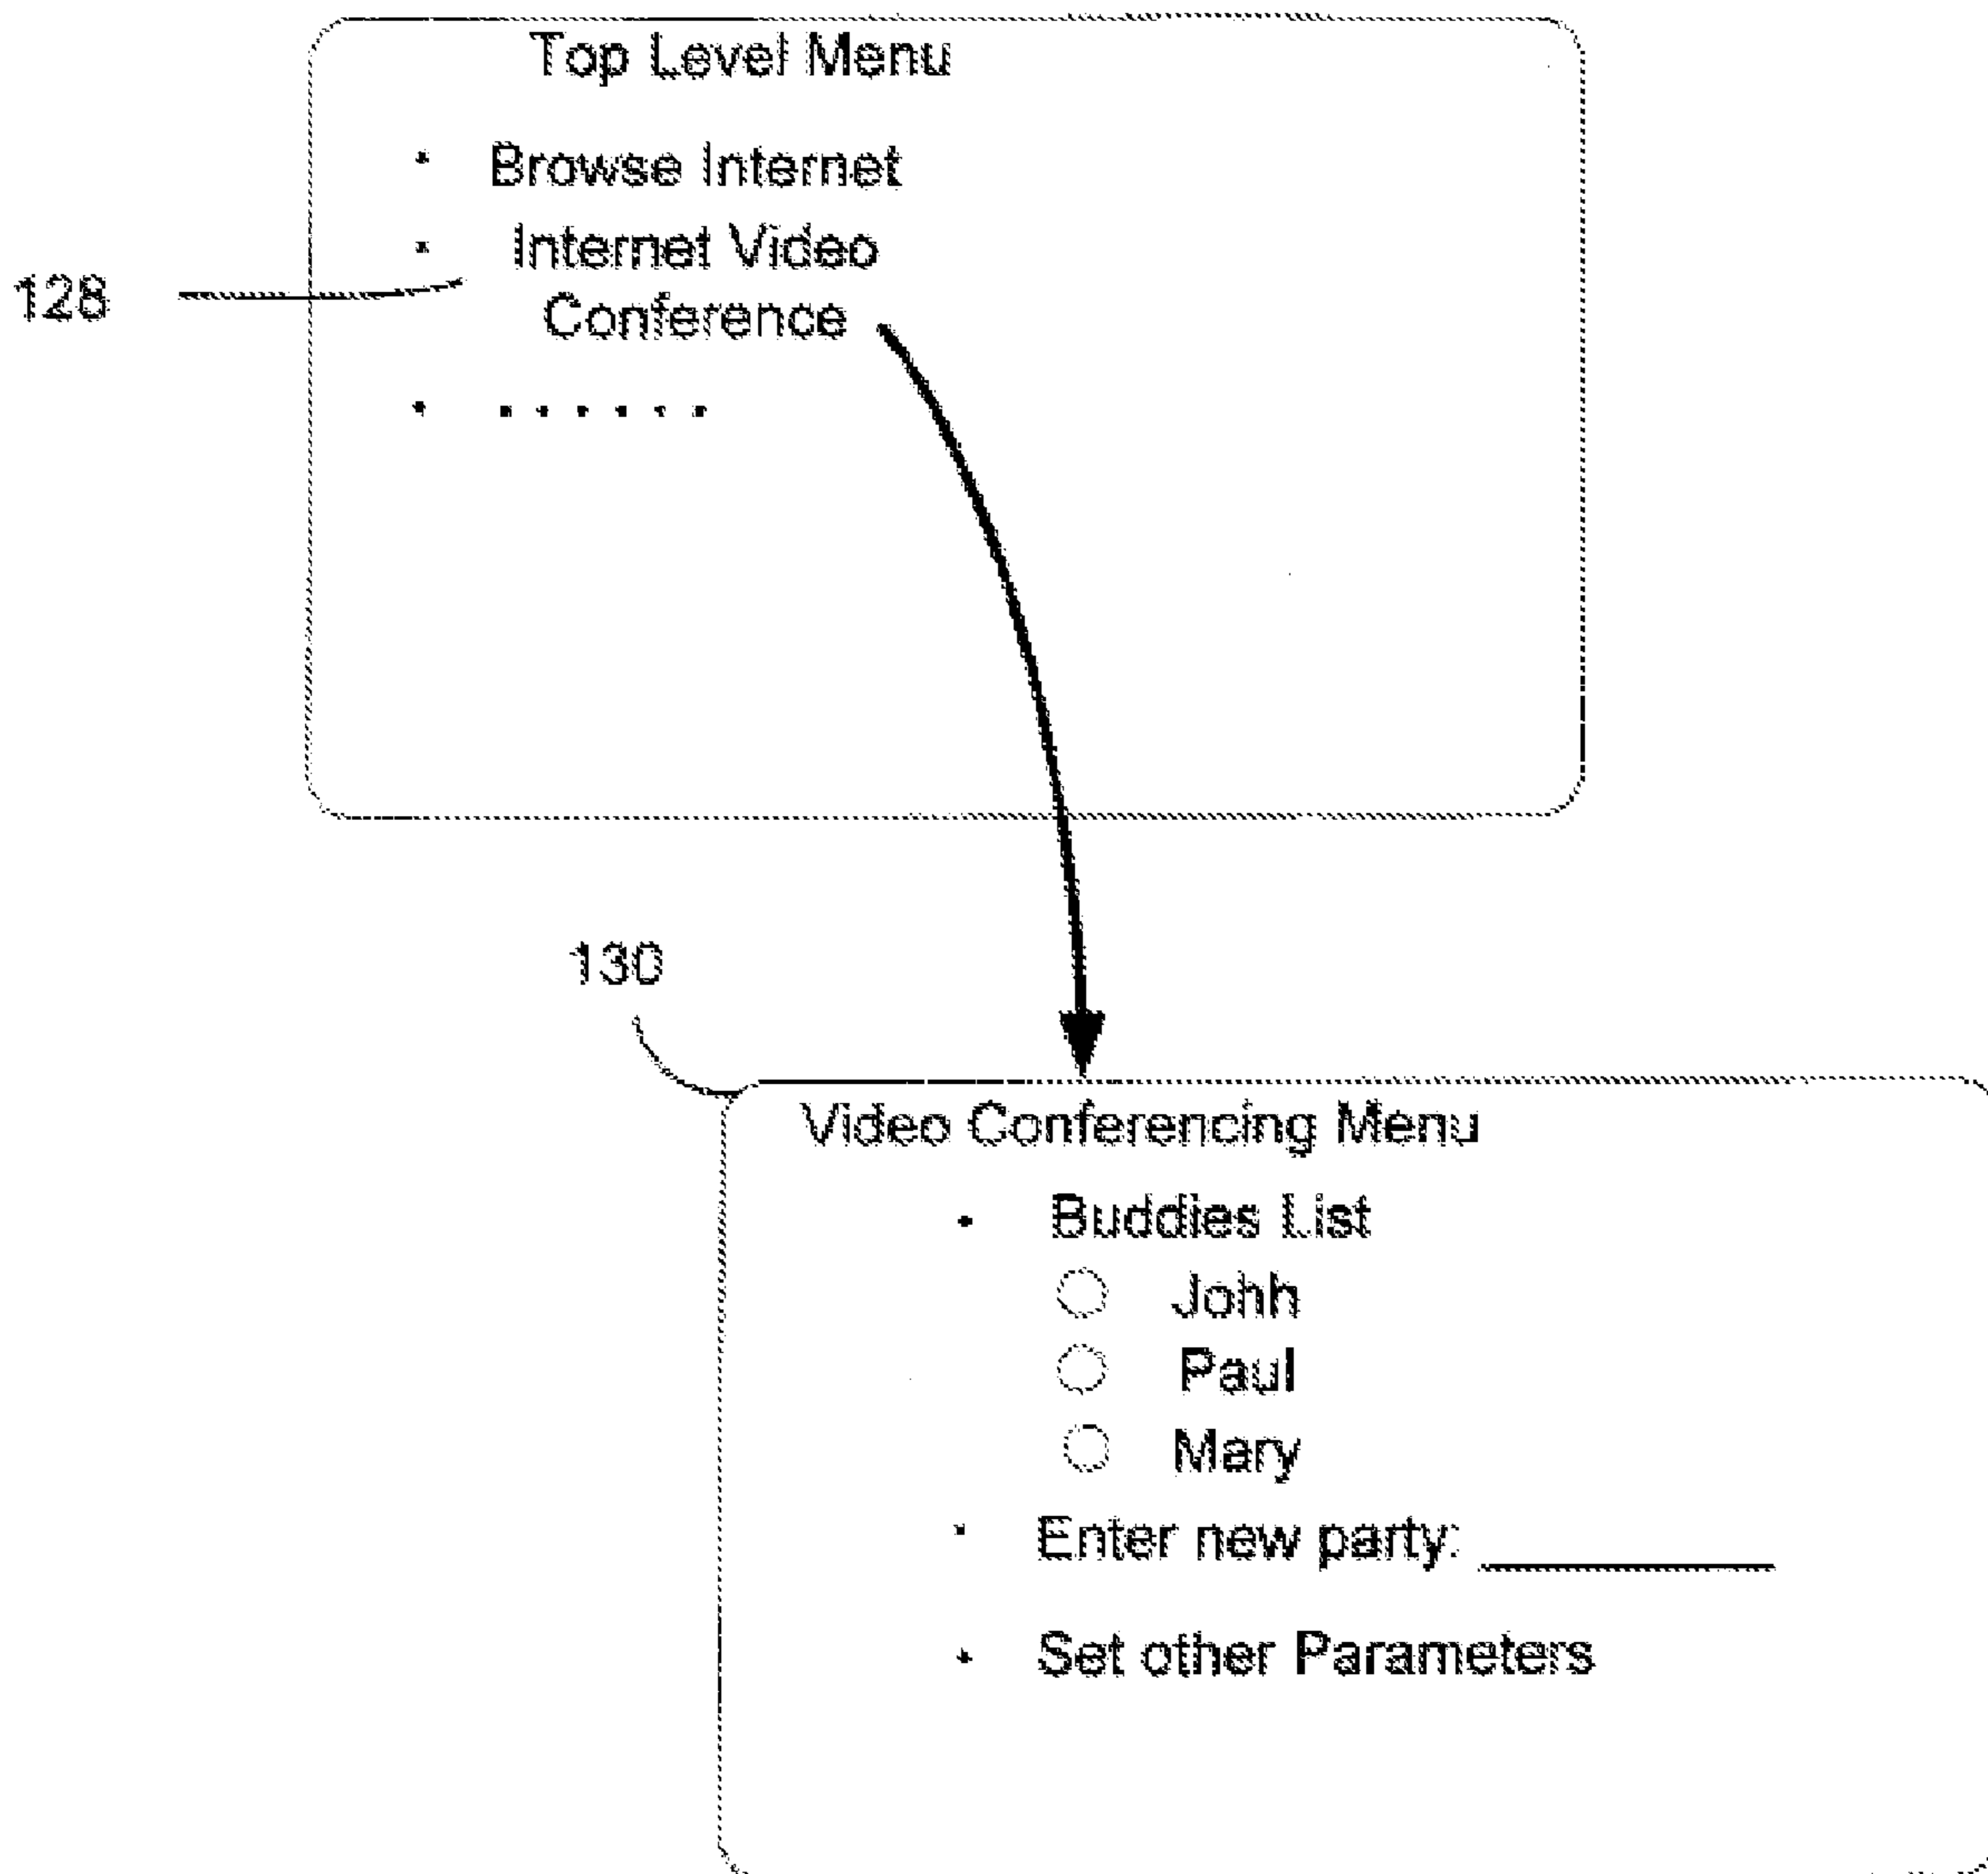 Top Level Menu
• Browse Internet
• Internet Video
Conference
128
• . . . . . .
130
Video Conferencing Menu
• Buddies List
○ Johh
○ Paul
○ Mary
• Enter new party: __________
• Set other Parameters